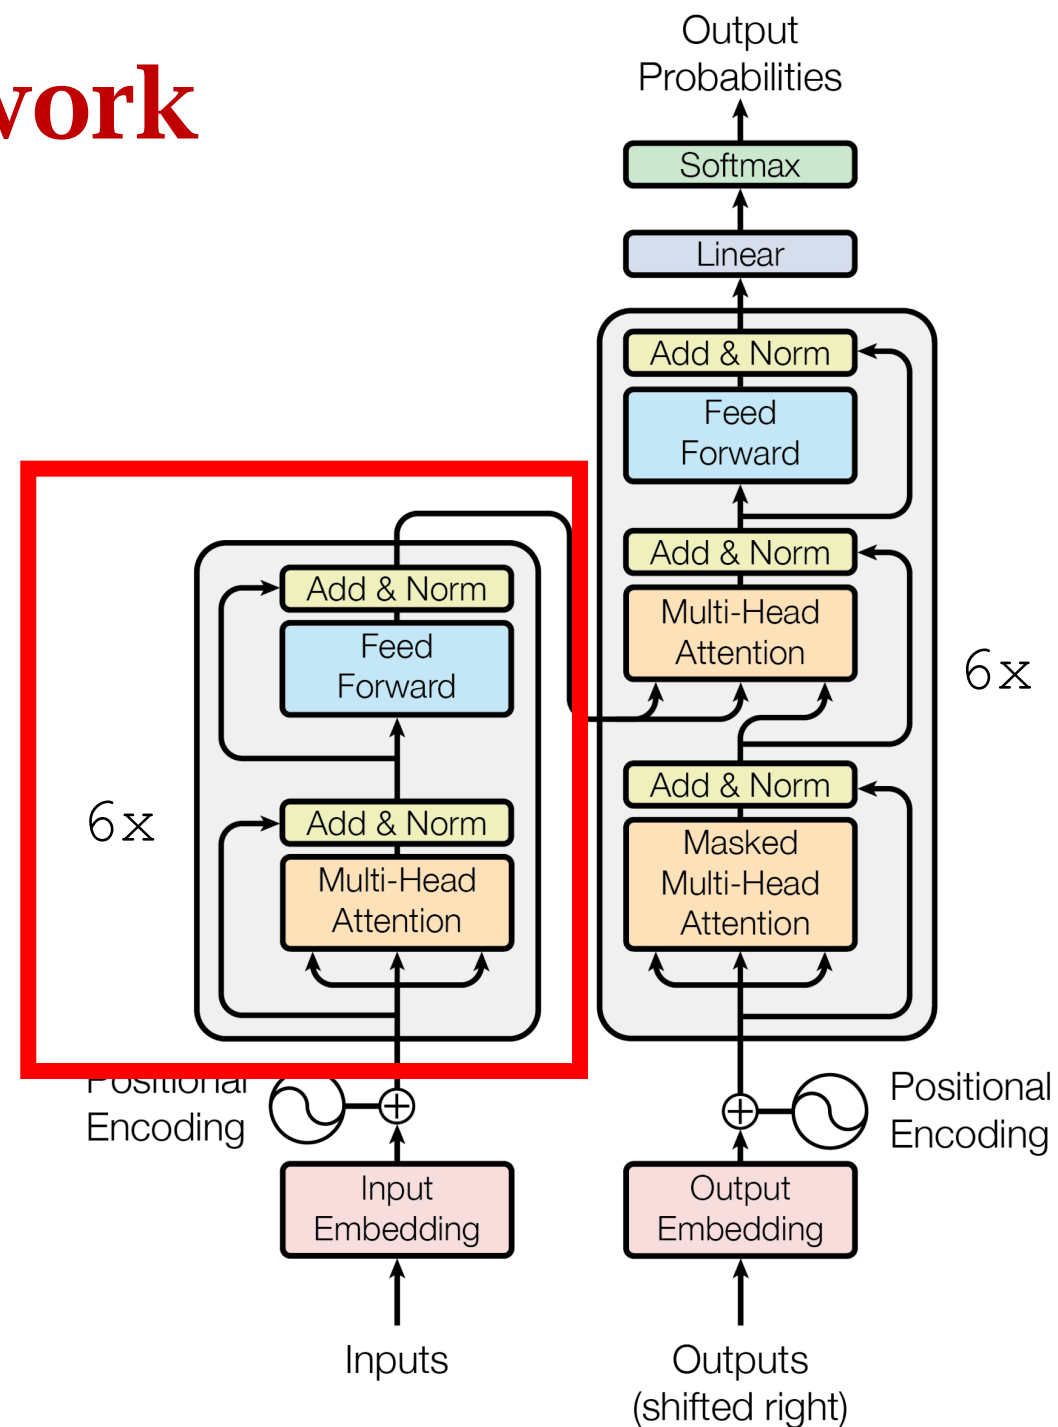 work
Output
Probabilities
Softmax
Linear
Add & Norm
Feed
Forward
Add & Norm
Multi-Head
Attention
6x
Add & Norm
Masked
Multi-Head
Attention
Add & Norm
Feed
Forward
6x
Add & Norm
Multi-Head
Attention
Positional
Encoding
Positional
Encoding
Input
Embedding
Output
Embedding
Inputs
Outputs
(shifted right)